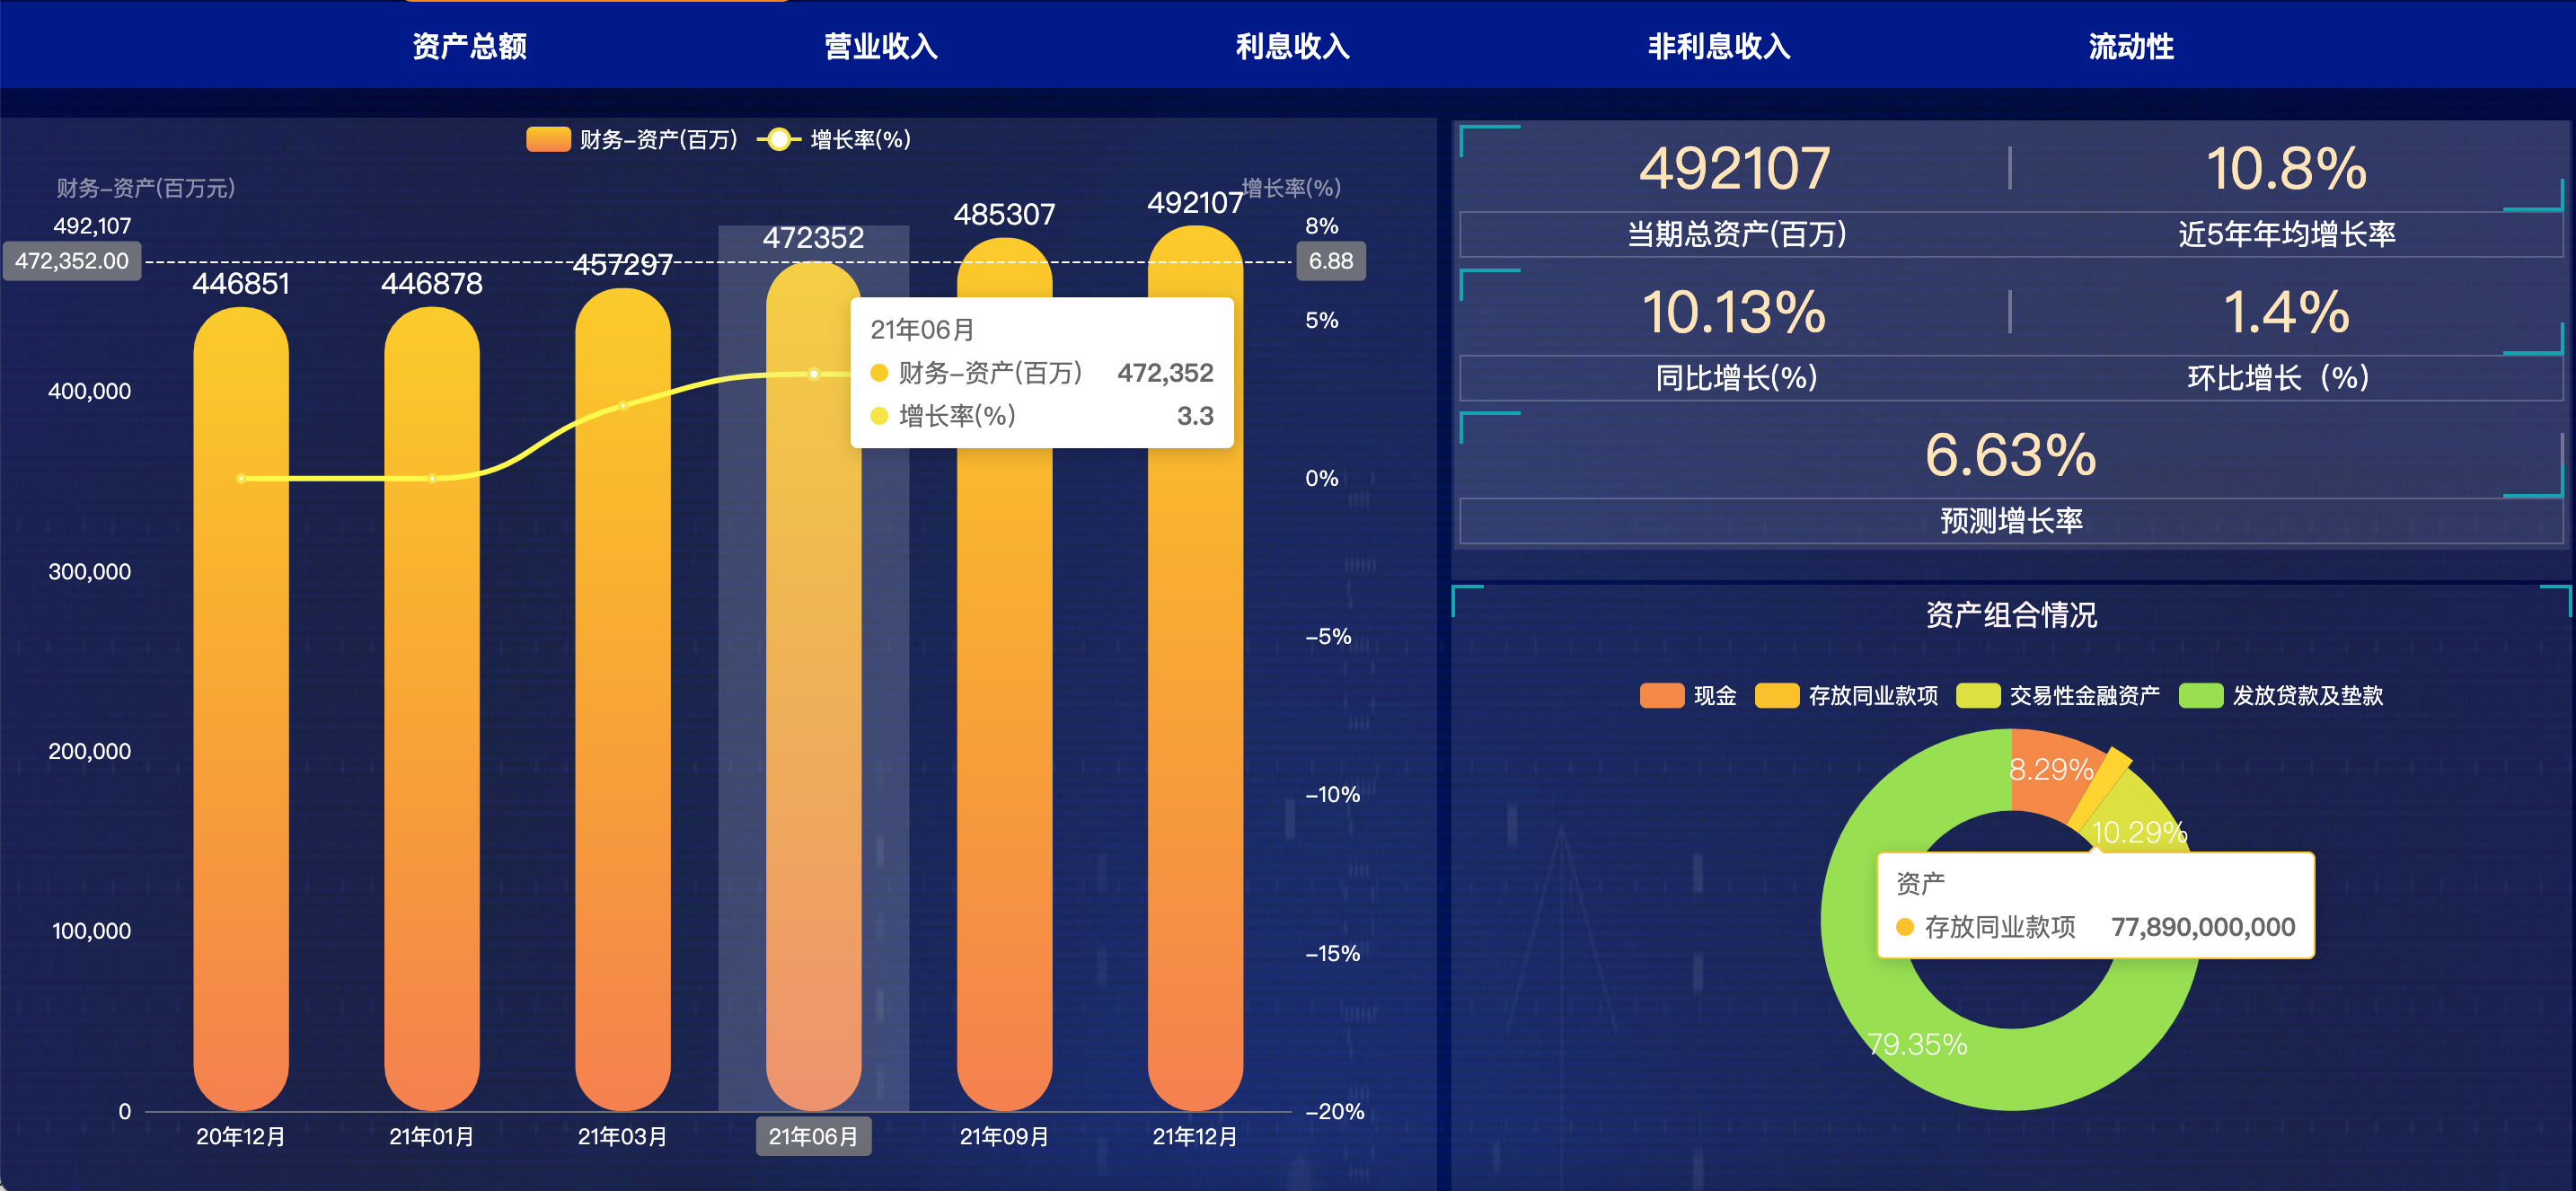 资产总额 营业收入 利息收入 非利息收入 流动性
财务-资产(百万) 增长率(%)
财务-资产(百万元) 增长率(%)
492,107
472,352.00
400,000
300,000
200,000
100,000
0
446851 446878 457297 472352 485307 492107
8%
6.88
5%
0%
-5%
-10%
-15%
-20%
21年06月
财务-资产(百万) 472,352
增长率(%) 3.3
20年12月 21年01月 21年03月 21年06月 21年09月 21年12月
492107 10.8%
当期总资产(百万) 近5年年均增长率
10.13% 1.4%
同比增长(%) 环比增长（%）
6.63%
预测增长率
资产组合情况
现金 存放同业款项 交易性金融资产 发放贷款及垫款
8.29%
10.29%
资产
存放同业款项 77,890,000,000
79.35%